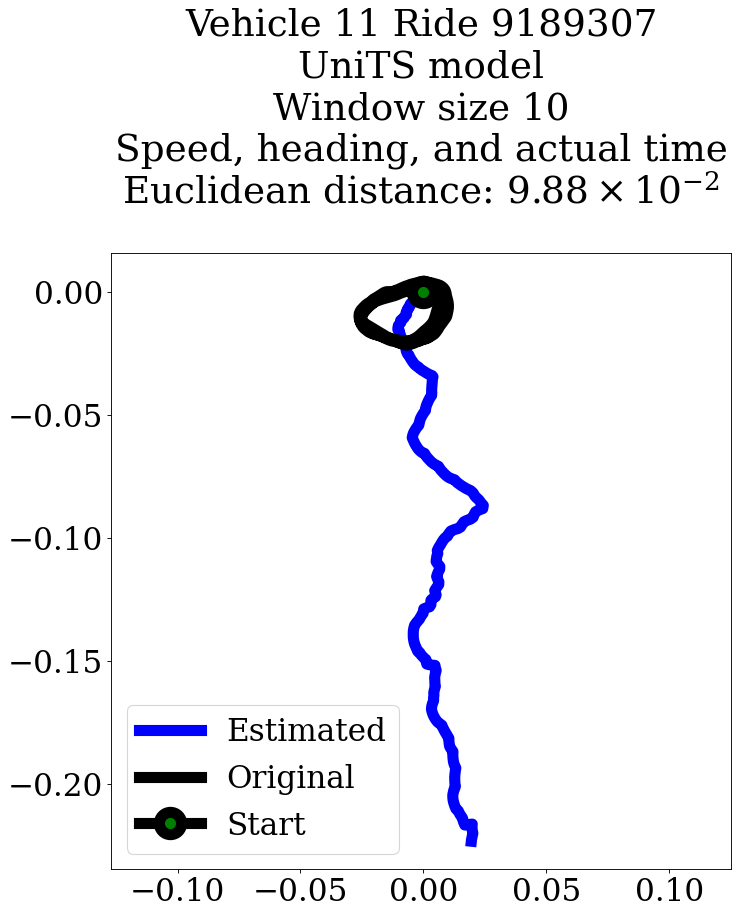 Vehicle 11 Ride 9189307
UniTS model
Window size 10
Speed, heading, and actual time
Euclidean distance: 9.88 × 10⁻²
0.00
−0.05
−0.10
−0.15
−0.20
Estimated
Original
Start
−0.10 −0.05 0.00 0.05 0.10